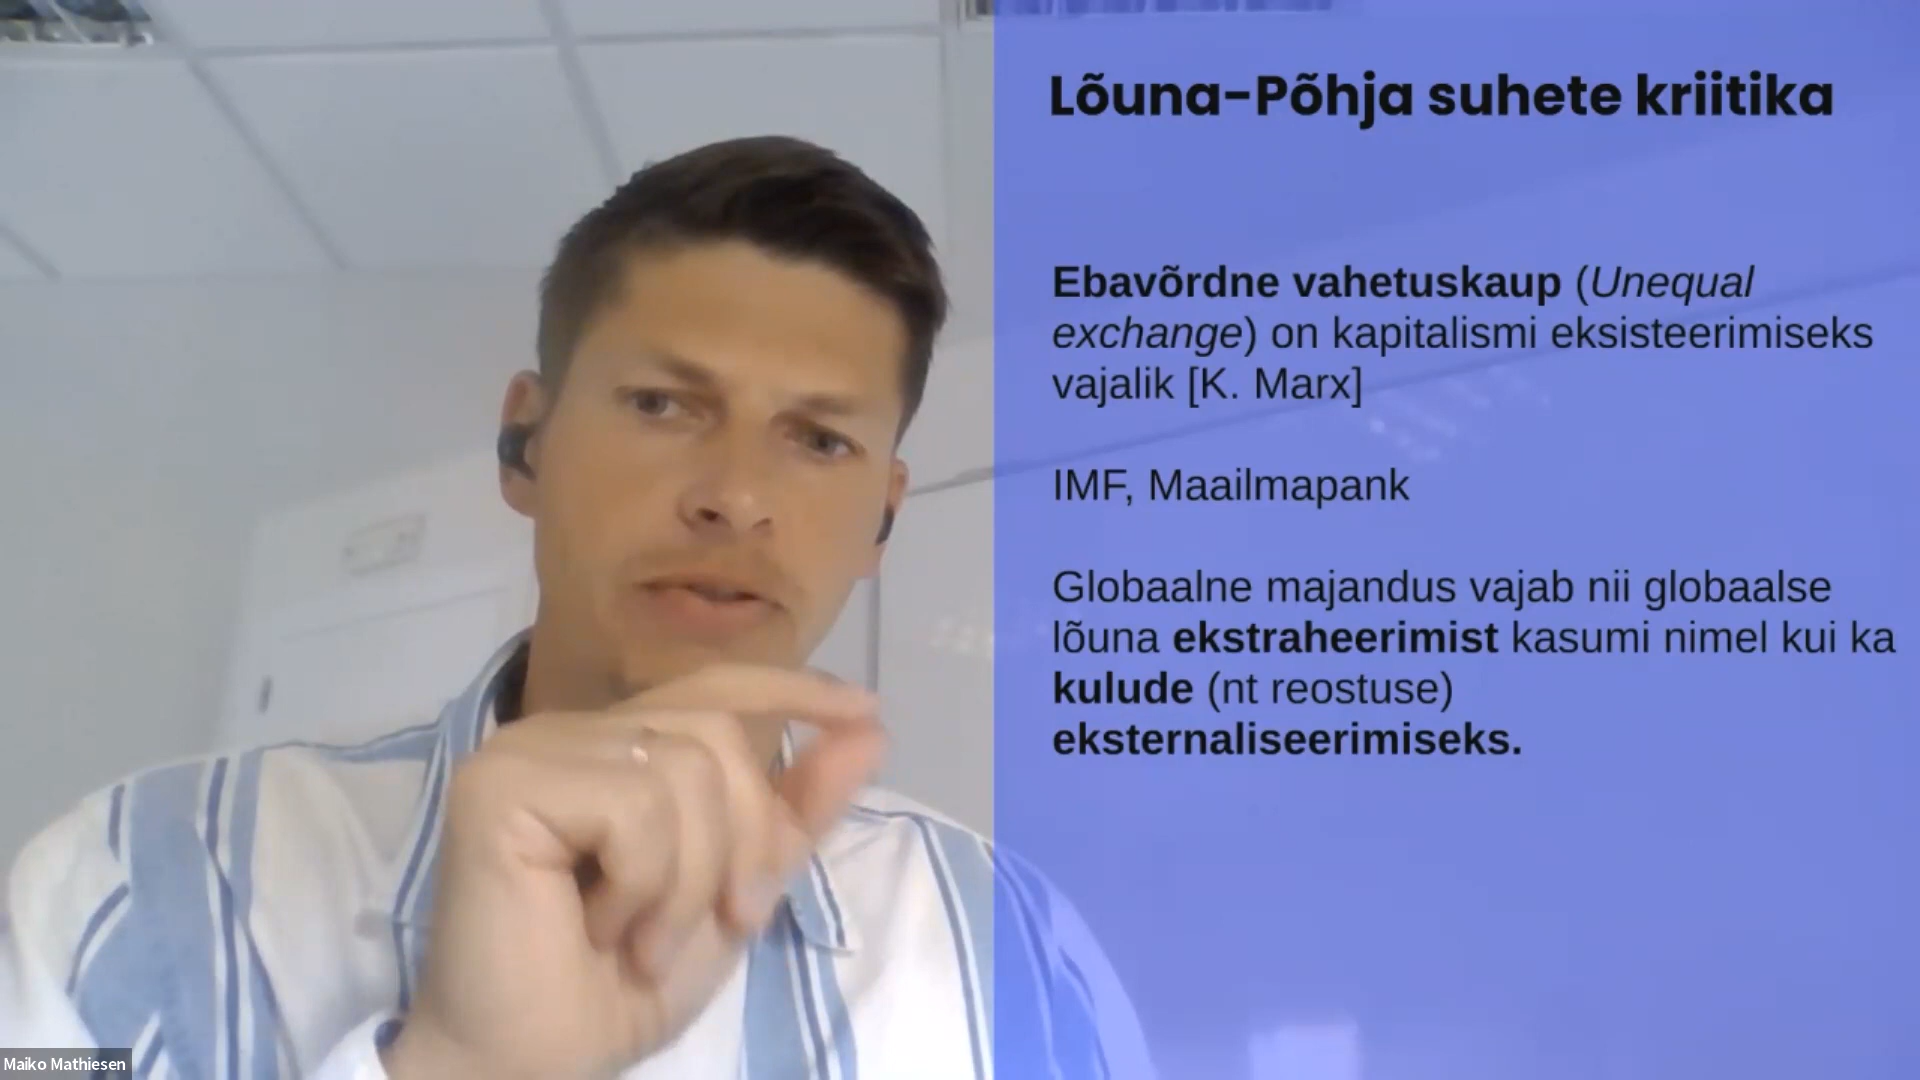 Lõuna-Põhja suhete kriitika
Ebavõrdne vahetuskaup (Unequal
exchange) on kapitalismi eksisteerimiseks
vajalik [K. Marx]
IMF, Maailmapank
Globaalne majandus vajab nii globaalse
lõuna ekstraheerimist kasumi nimel kui ka
kulude (nt reostuse)
eksternaliseerimiseks.
Maiko Mathiesen